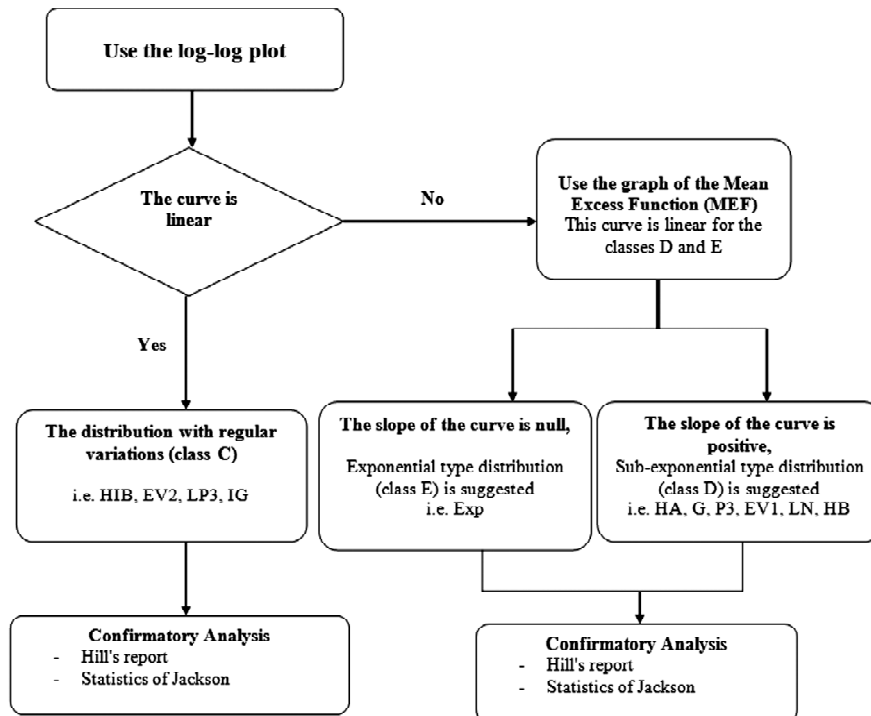 Use the log-log plot
The curve is
linear
No
Use the graph of the Mean
Excess Function (MEF)
This curve is linear for the
classes D and E
Yes
The distribution with regular
variations (class C)
i.e. HIB, EV2, LP3, IG
The slope of the curve is null,
Exponential type distribution
(class E) is suggested
i.e. Exp
The slope of the curve is
positive,
Sub-exponential type distribution
(class D) is suggested
i.e. HA, G, P3, EV1, LN, HB
Confirmatory Analysis
- Hill's report
- Statistics of Jackson
Confirmatory Analysis
- Hill's report
- Statistics of Jackson